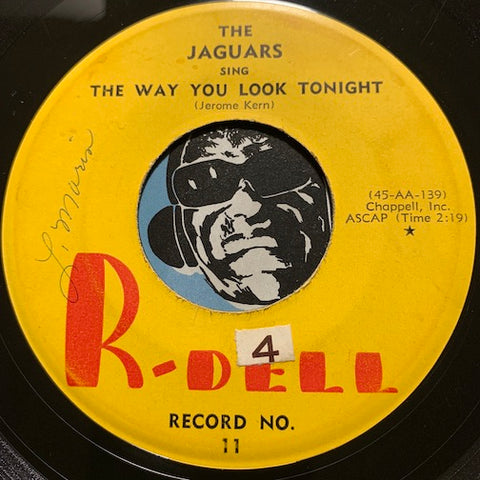 THE
JAGUARS
SING
THE WAY YOU LOOK TONIGHT
(Jerome Kern)
L. Marin
(45-AA-139)
Chappell, Inc.
ASCAP (Time 2:19)
★
R-DELL
4
RECORD NO.
11